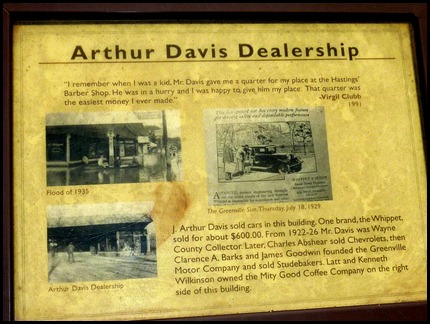 Arthur Davis Dealership
"I remember when I was a kid, Mr. Davis gave me a quarter for my place at the Hastings'
Barber Shop. He was in a hurry and I was happy to give him my place. That quarter was
the easiest money I ever made."
-Virgil Clubb
1991
Flood of 1935
The Greenville Sun, Thursday, July 18, 1929
Arthur Davis Dealership
J. Arthur Davis sold cars in this building. One brand, the Whippet,
sold for about $600.00. From 1922-26 Mr. Davis was Wayne
County Collector. Later, Charles Abshear sold Chevrolets, then
Clarence A. Barks and James Goodwin founded the Greenville
Motor Company and sold Studebakers. Latt and Kenneth
Wilkinson owned the Mity Good Coffee Company on the right
side of this building.